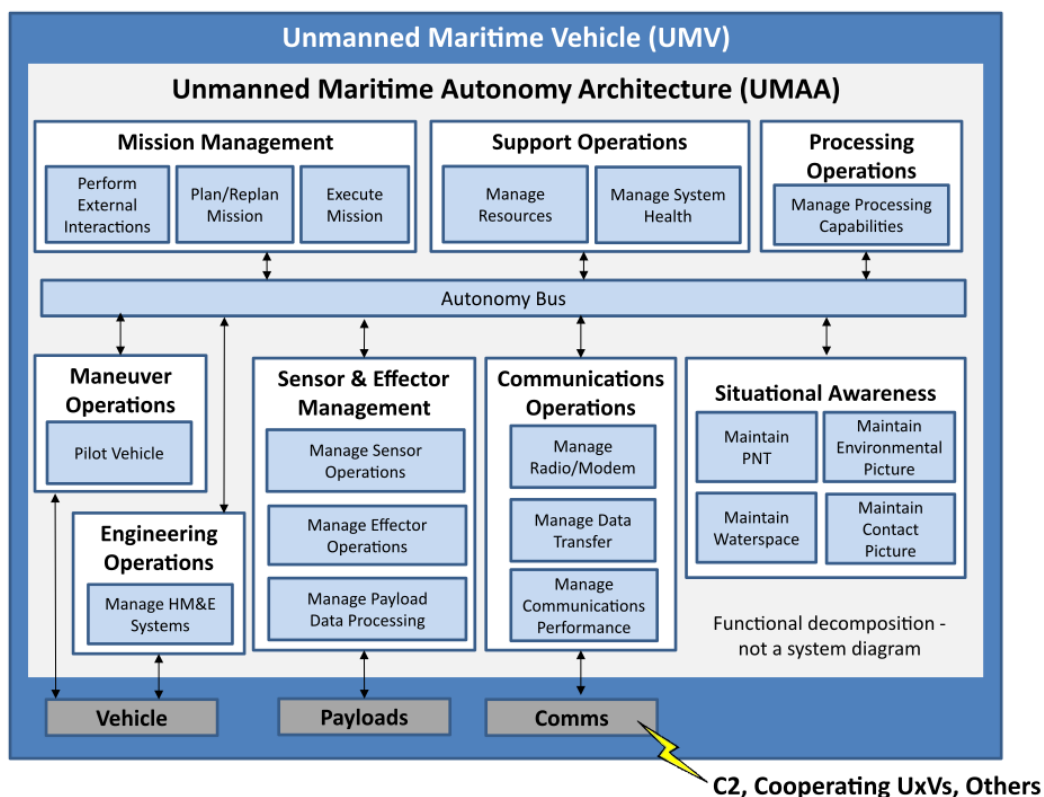 Unmanned Maritime Vehicle (UMV)
Unmanned Maritime Autonomy Architecture (UMAA)
Mission Management
Perform
External
Interactions
Plan/Replan
Mission
Execute
Mission
Support Operations
Manage
Resources
Manage System
Health
Processing
Operations
Manage Processing
Capabilities
Autonomy Bus
Maneuver
Operations
Pilot Vehicle
Engineering
Operations
Manage HM&E
Systems
Sensor & Effector
Management
Manage Sensor
Operations
Manage Effector
Operations
Manage Payload
Data Processing
Communications
Operations
Manage
Radio/Modem
Manage Data
Transfer
Manage
Communications
Performance
Situational Awareness
Maintain
PNT
Maintain
Environmental
Picture
Maintain
Waterspace
Maintain
Contact
Picture
Functional decomposition -
not a system diagram
Vehicle
Payloads
Comms
C2, Cooperating UxVs, Others